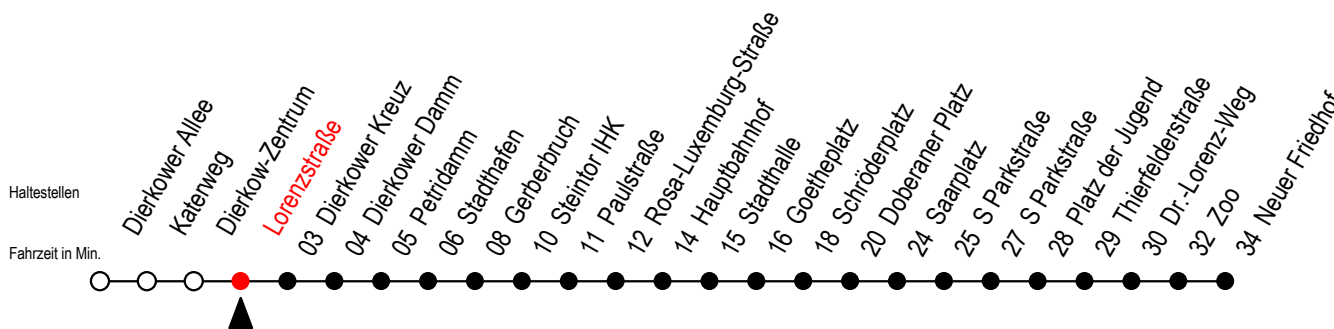 Haltestellen
Fahrzeit in Min.
Dierkower Allee
Katerweg
Dierkow-Zentrum
Lorenzstraße
03 Dierkower Kreuz
04 Dierkower Damm
05 Petridamm
06 Stadthafen
08 Gerberbruch
10 Steintor IHK
11 Paulstraße
12 Rosa-Luxemburg-Straße
14 Hauptbahnhof
15 Stadthalle
16 Goetheplatz
18 Schröderplatz
20 Doberaner Platz
24 Saarplatz
25 S Parkstraße
27 S Parkstraße
28 Platz der Jugend
29 Thierfelderstraße
30 Dr.-Lorenz-Weg
32 Zoo
34 Neuer Friedhof